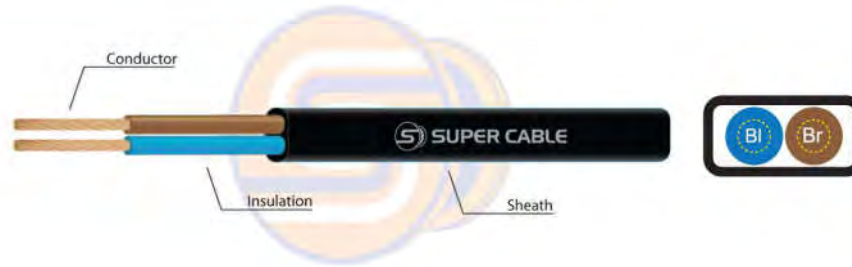 Conductor
SUPER CABLE
Bl
Br
Insulation
Sheath